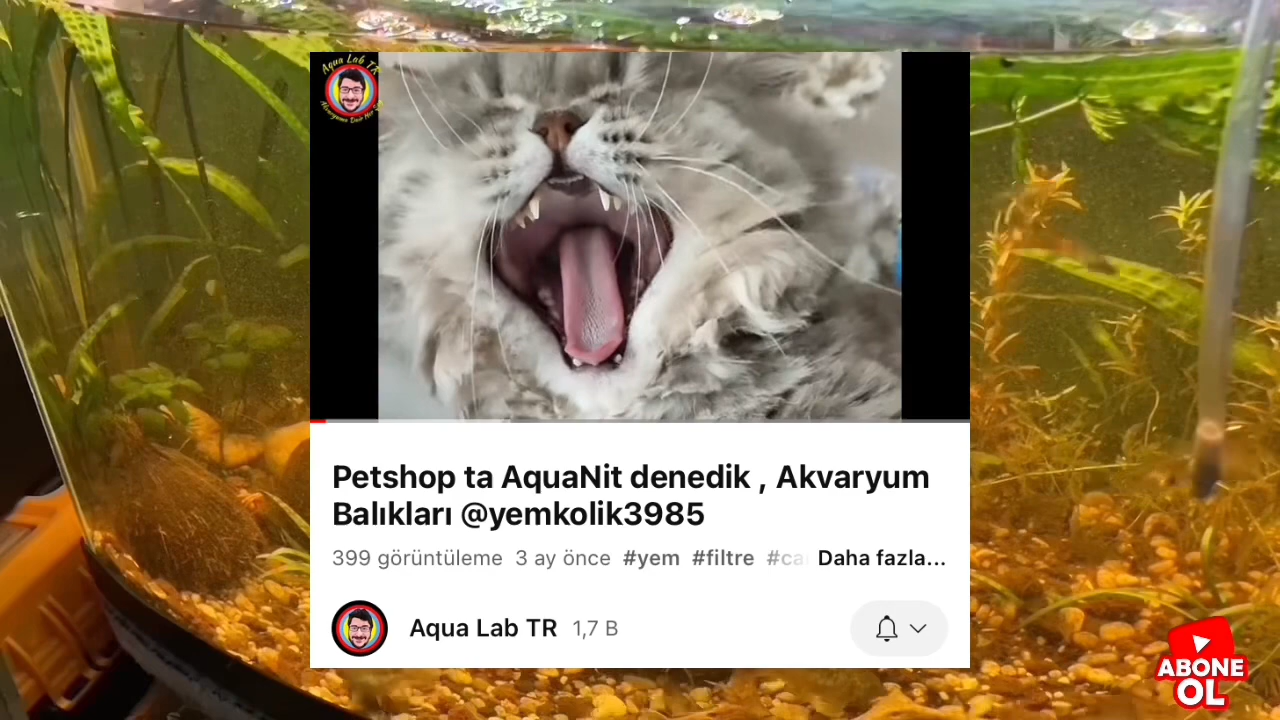 Aqua Lab TR
Petshop ta AquaNit denedik , Akvaryum
Balıkları @yemkolik3985
399 görüntüleme 3 ay önce #yem #filtre #ca Daha fazla...
Aqua Lab TR 1,7 B
ABONE
OL